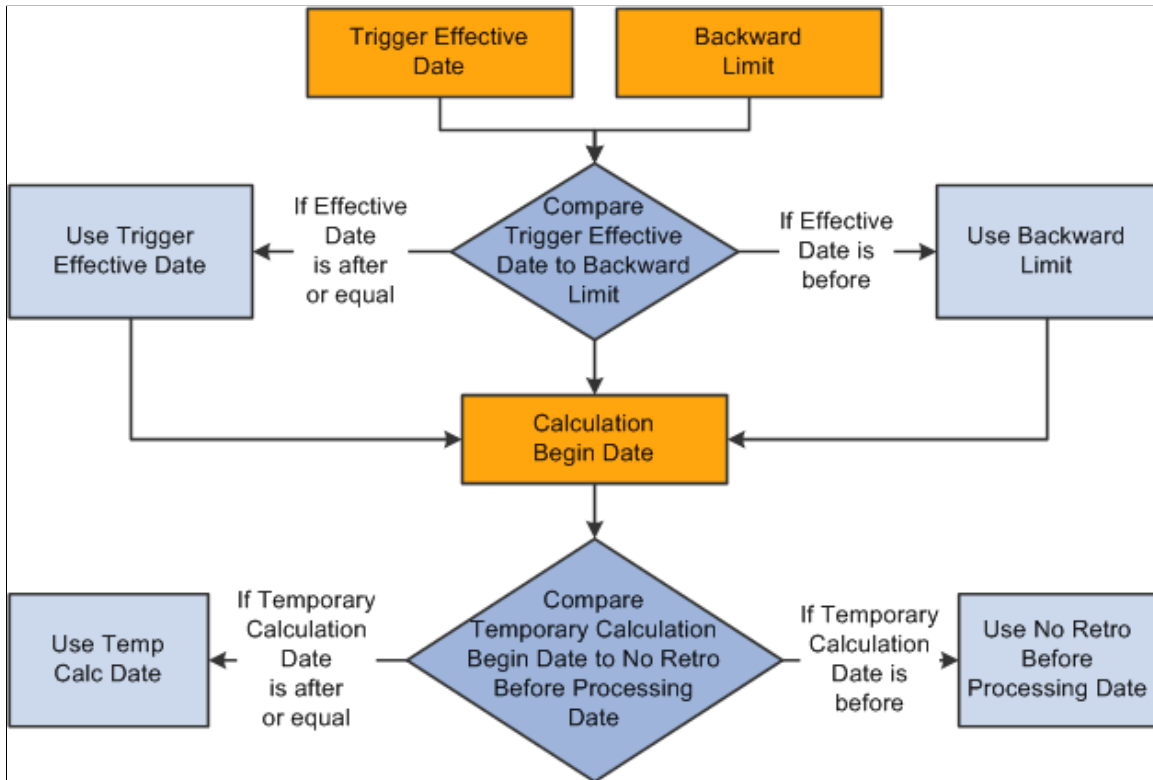 Trigger Effective
Date
Backward
Limit
Use Trigger
Effective Date
If Effective
Date
is after
or equal
Compare
Trigger Effective
Date to Backward
Limit
If Effective
Date is
before
Use Backward
Limit
Calculation
Begin Date
Use Temp
Calc Date
If Temporary
Calculation
Date
is after
or equal
Compare
Temporary Calculation
Begin Date to No Retro
Before Processing
Date
If Temporary
Calculation
Date is
before
Use No Retro
Before
Processing Date